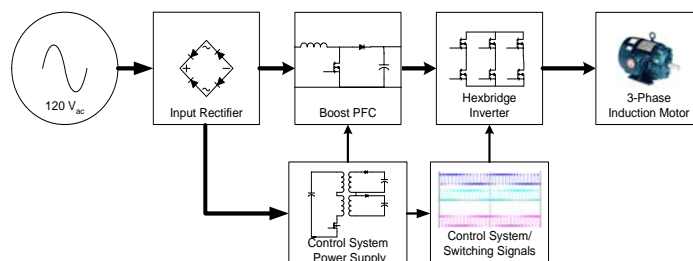 120 Vac
Input Rectifier
Boost PFC
Hexbridge
Inverter
3-Phase
Induction Motor
Control System
Power Supply
Control System/
Switching Signals